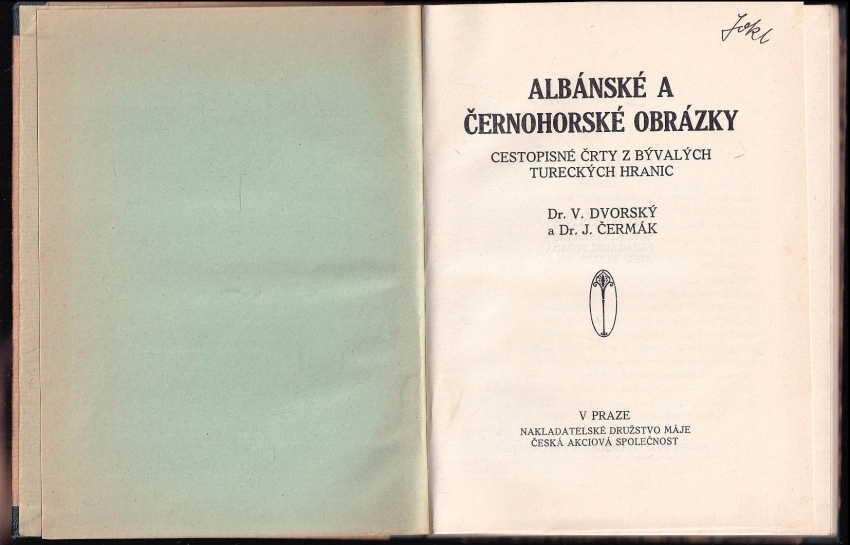 Jokl
ALBÁNSKÉ A
ČERNOHORSKÉ OBRÁZKY
CESTOPISNÉ ČRTY Z BÝVALÝCH
TURECKÝCH HRANIC
Dr. V. DVORSKÝ
a Dr. J. ČERMÁK
V PRAZE
NAKLADATELSKÉ DRUŽSTVO MÁJE
ČESKÁ AKCIOVÁ SPOLEČNOST